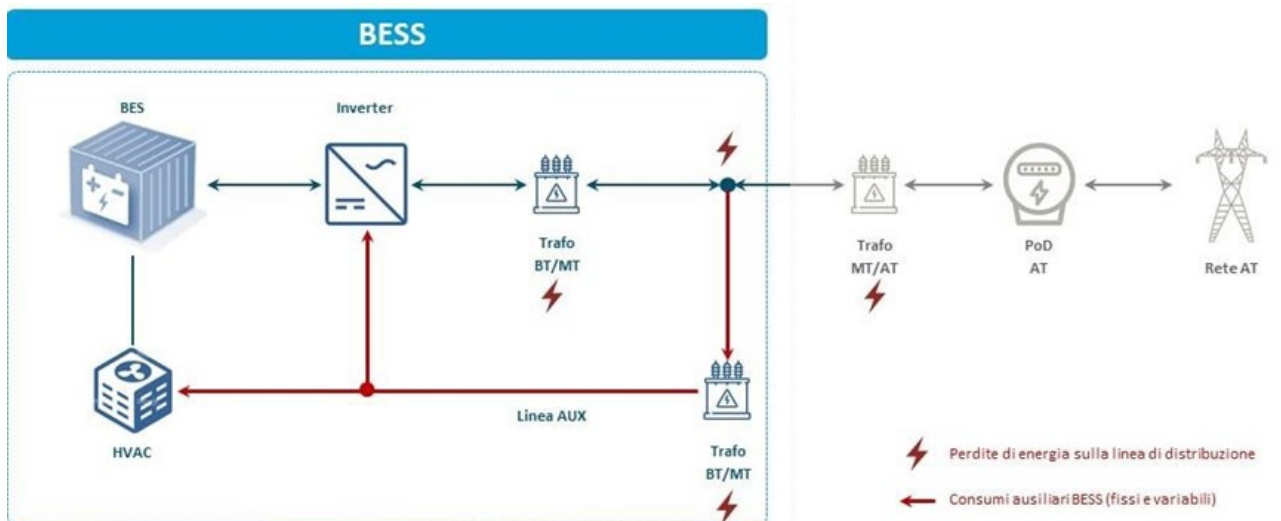 BESS
BES
Inverter
Trafo
BT/MT
Trafo
MT/AT
PoD
AT
Rete AT
Linea AUX
HVAC
Trafo
BT/MT
Perdite di energia sulla linea di distribuzione
Consumi ausiliari BESS (fissi e variabili)